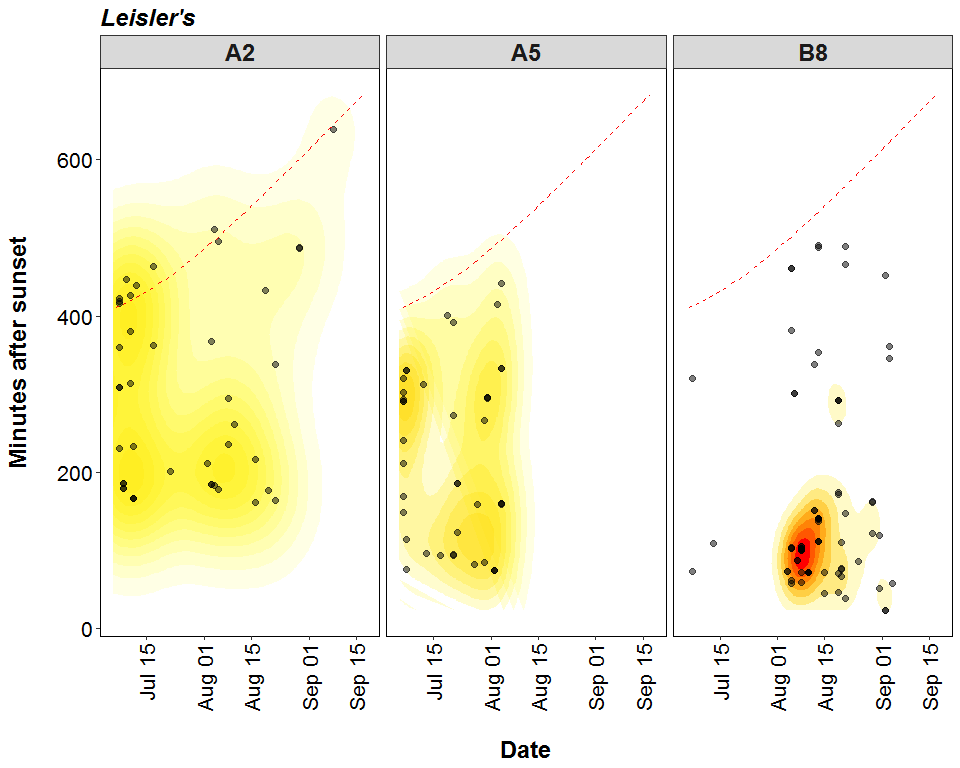 Leisler's
A2 A5 B8
Minutes after sunset
600
400
200
0
Jul 15 Aug 01 Aug 15 Sep 01 Sep 15 Jul 15 Aug 01 Aug 15 Sep 01 Sep 15 Jul 15 Aug 01 Aug 15 Sep 01 Sep 15
Date